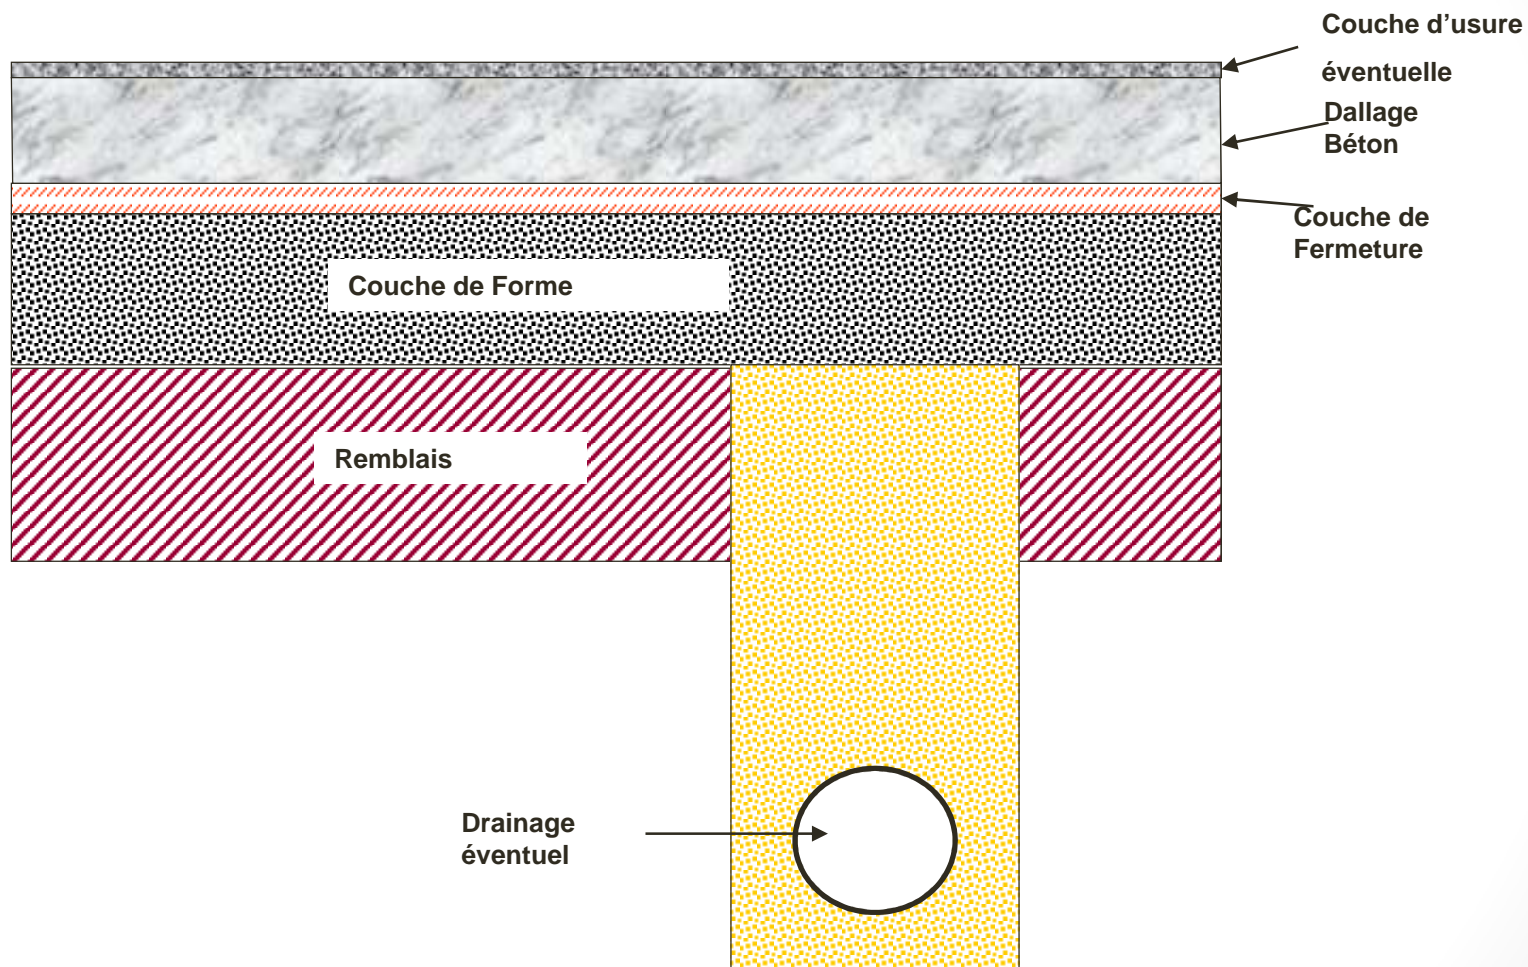 Couche d’usure
éventuelle
Dallage
Béton
Couche de
Fermeture
Couche de Forme
Remblais
Drainage
éventuel